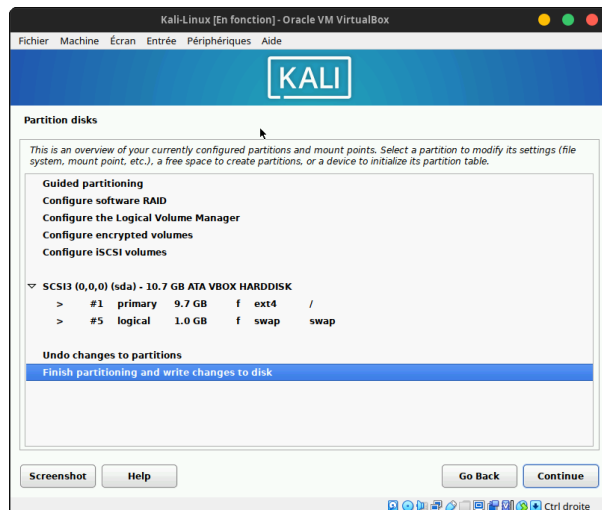 Kali-Linux [En fonction] - Oracle VM VirtualBox
Fichier Machine Écran Entrée Périphériques Aide
KALI
Partition disks
This is an overview of your currently configured partitions and mount points. Select a partition to modify its settings (file
system, mount point, etc.), a free space to create partitions, or a device to initialize its partition table.
Guided partitioning
Configure software RAID
Configure the Logical Volume Manager
Configure encrypted volumes
Configure iSCSI volumes
SCSI3 (0,0,0) (sda) - 10.7 GB ATA VBOX HARDDISK
> #1 primary 9.7 GB f ext4 /
> #5 logical 1.0 GB f swap swap
Undo changes to partitions
Finish partitioning and write changes to disk
Screenshot Help Go Back Continue
Ctrl droite